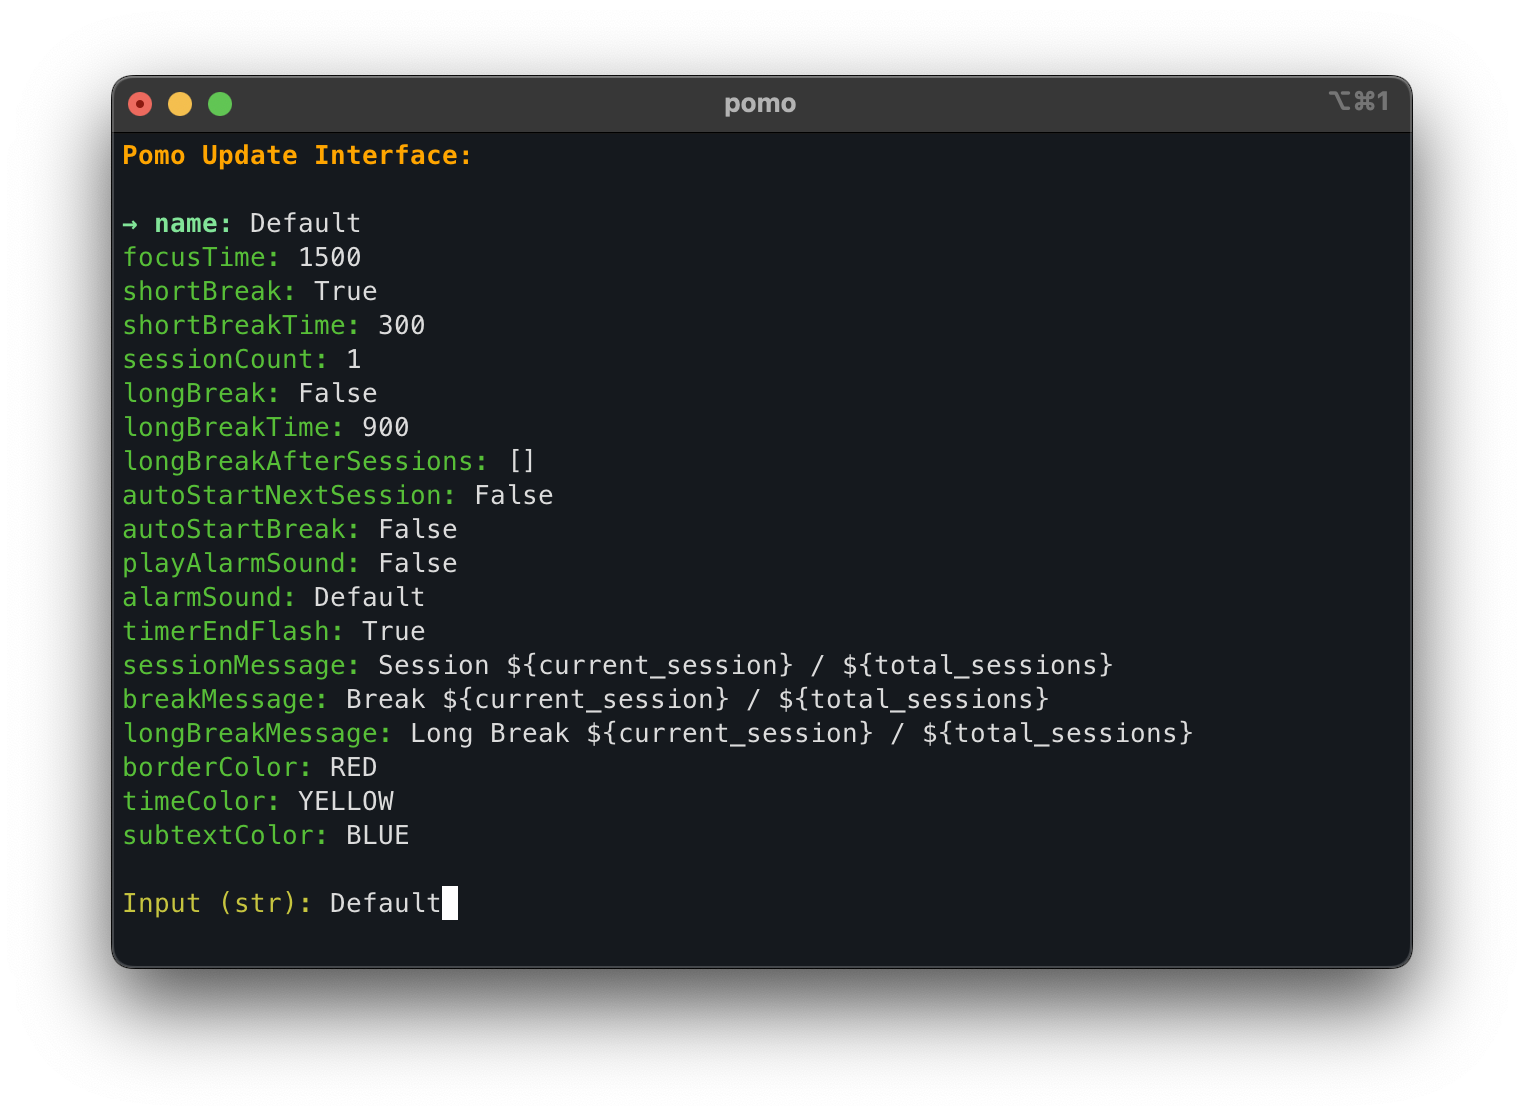 pomo
⌥⌘1
Pomo Update Interface:
→ name: Default
focusTime: 1500
shortBreak: True
shortBreakTime: 300
sessionCount: 1
longBreak: False
longBreakTime: 900
longBreakAfterSessions: []
autoStartNextSession: False
autoStartBreak: False
playAlarmSound: False
alarmSound: Default
timerEndFlash: True
sessionMessage: Session ${current_session} / ${total_sessions}
breakMessage: Break ${current_session} / ${total_sessions}
longBreakMessage: Long Break ${current_session} / ${total_sessions}
borderColor: RED
timeColor: YELLOW
subtextColor: BLUE
Input (str): Default